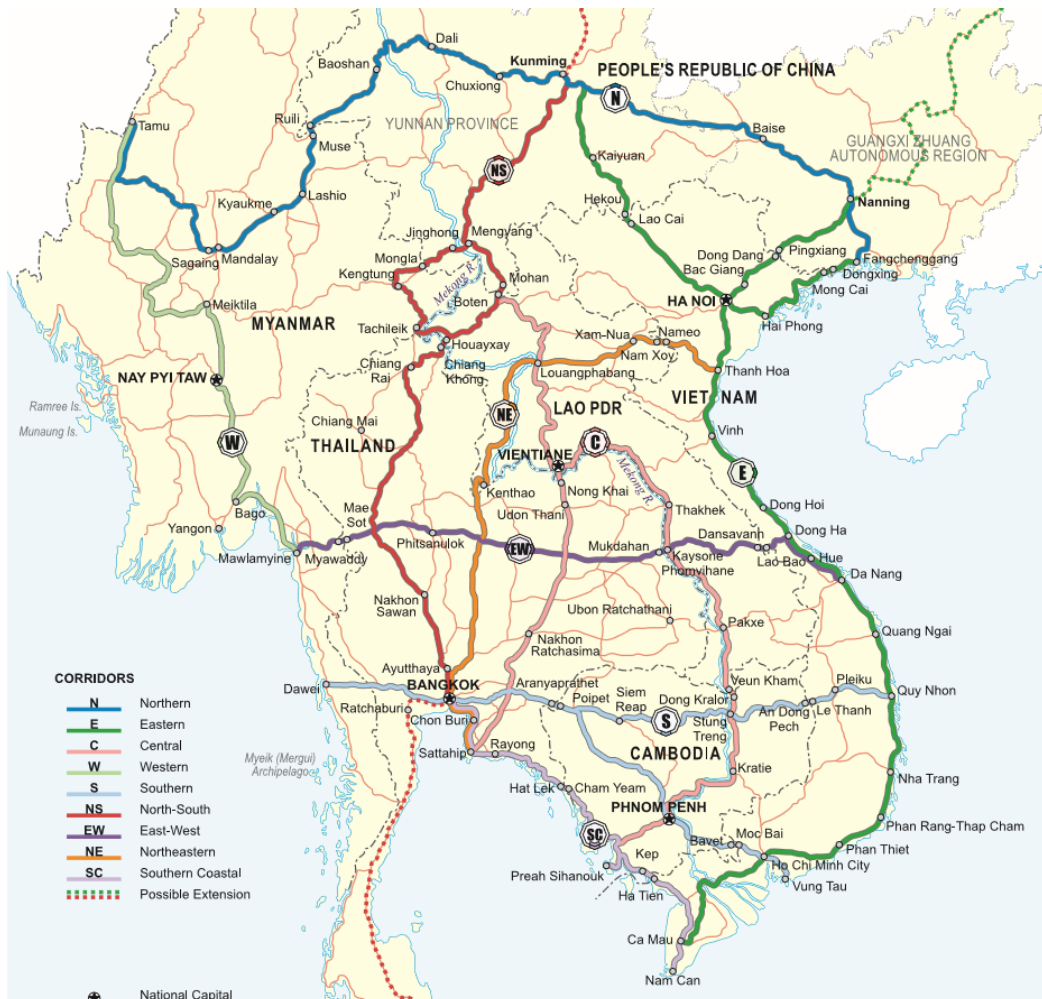 Dali
Kunming
Baoshan
Chuxiong
PEOPLE'S REPUBLIC OF CHINA
N
Tamu
Ruili
Muse
YUNNAN PROVINCE
Baise
GUANGXI ZHUANG
AUTONOMOUS REGION
Kaiyuan
NS
Lashio
Kyaukme
Hekou
Lao Cai
Nanning
Sagaing
Mandalay
Jinghong
Mengyang
Mongla
Kengtung
Mohan
Boten
Mekong R.
Dong Dang
Pingxiang
Bac Giang
Fangchenggang
Dongxing
Mong Cai
HA NOI
Hai Phong
Meiktila
MYANMAR
Tachileik
Houayxay
Chiang
Rai
Chiang
Khong
Xam-Nua
Nameo
Nam Xoy
Louangphabang
Thanh Hoa
NAY PYI TAW
Ramree Is.
Munaung Is.
Chiang Mai
THAILAND
NE
LAO PDR
VIET NAM
W
VIENTIANE
C
Mekong R.
Vinh
E
Kenthao
Nong Khai
Udon Thani
Thakhek
Dong Hoi
Bago
Yangon
Mae
Sot
Mawlamyine
Myawaddy
Phitsanulok
EW
Mukdahan
Kaysone
Phomvihane
Dansavanh
Lao Bao
Dong Ha
Hue
Da Nang
Nakhon
Sawan
Ubon Ratchathani
Pakxe
Quang Ngai
Nakhon
Ratchasima
Ayutthaya
BANGKOK
Dawei
Ratchaburi
Chon Buri
Aranyaprathet
Poipet
Siem
Reap
S
Dong Kralor
Veun Kham
Stung
Treng
An Dong
Pech
Pleiku
Le Thanh
Quy Nhon
CAMBODIA
Sattahip
Rayong
Myeik (Mergui)
Archipelago
Hat Lek
Cham Yeam
Kratie
Nha Trang
PHNOM PENH
SC
Bavet
Moc Bai
Phan Rang-Thap Cham
Phan Thiet
Ho Chi Minh City
Vung Tau
Kep
Preah Sihanouk
Ha Tien
Ca Mau
Nam Can
CORRIDORS
N Northern
E Eastern
C Central
W Western
S Southern
NS North-South
EW East-West
NE Northeastern
SC Southern Coastal
Possible Extension
National Capital